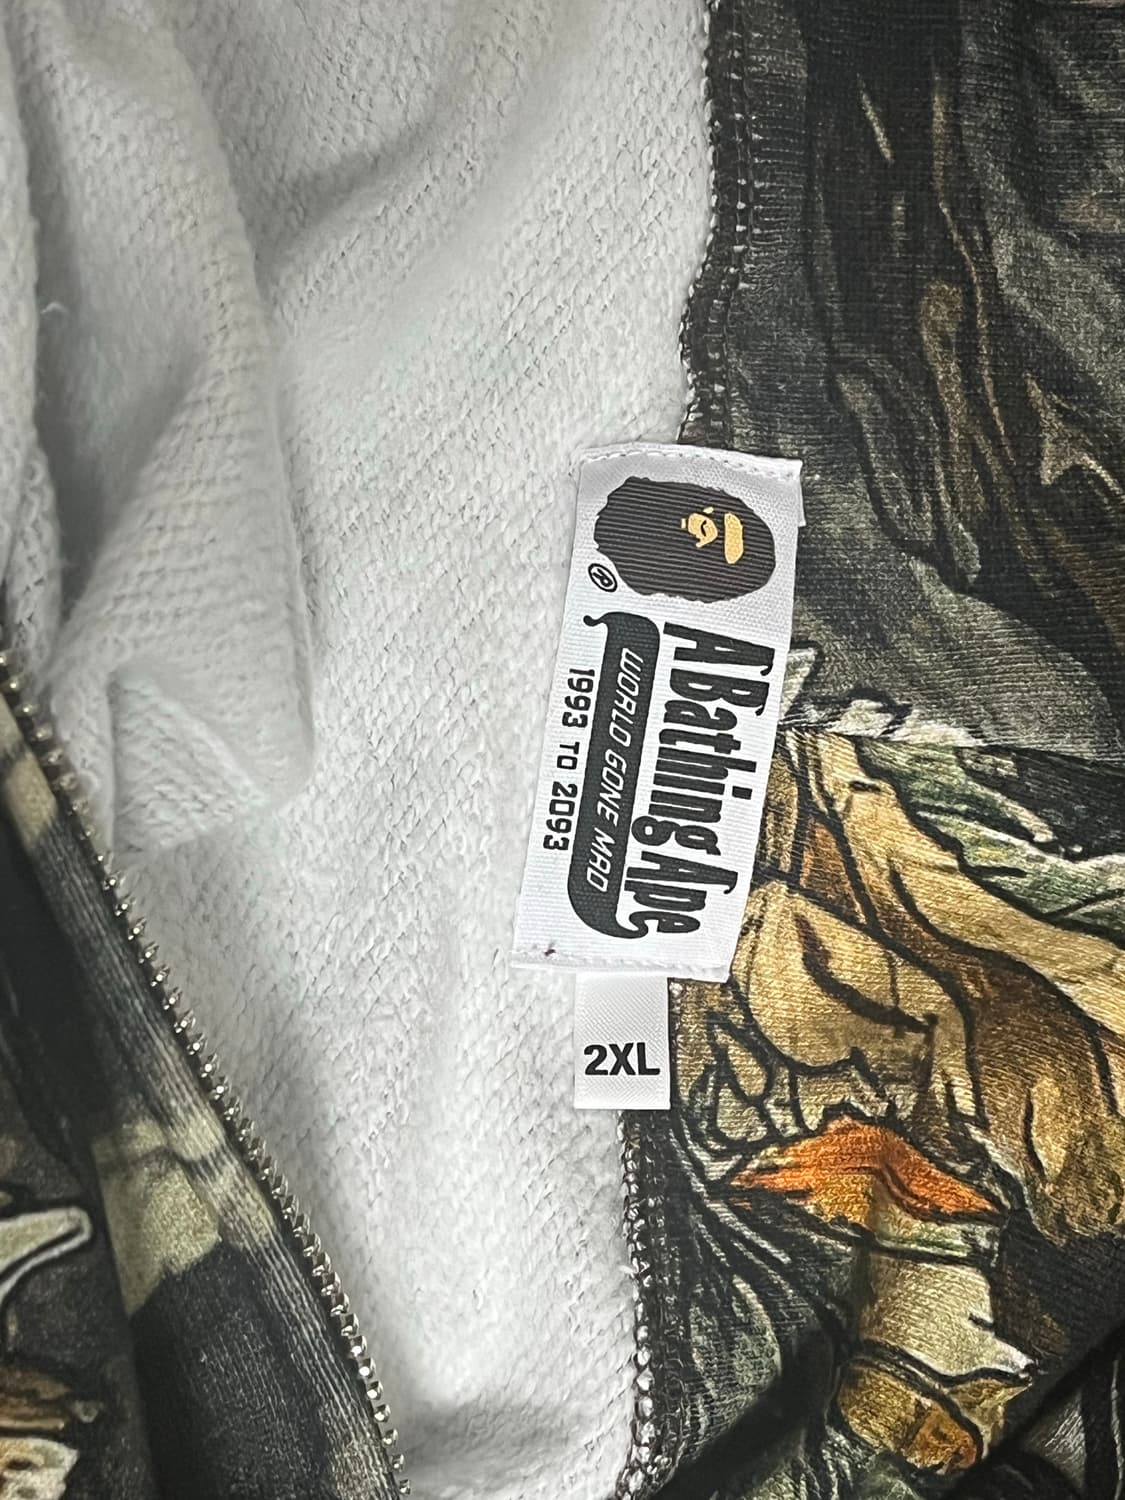 ®
A Bathing Ape
WORLD GONE MAD
1993 TO 2093
2XL